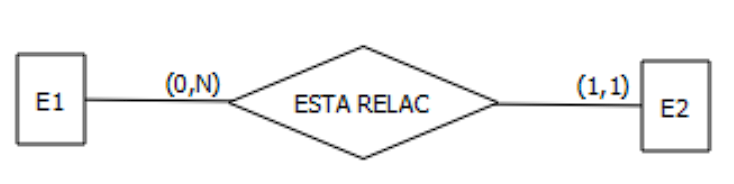 (0,N)
(1,1)
E1
ESTA RELAC
E2